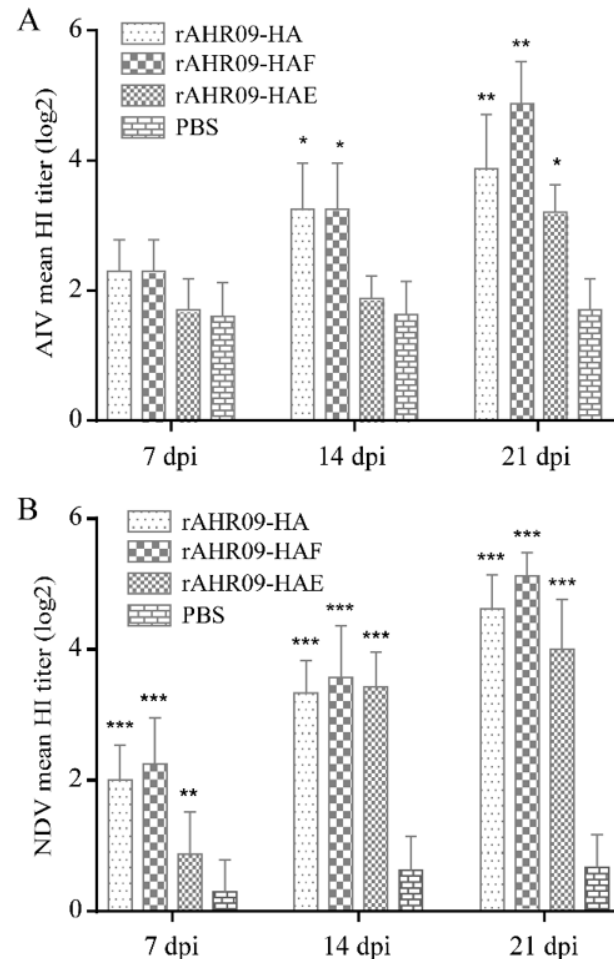 A
AIV mean HI titer (log2)
6
4
2
0
rAHR09-HA
rAHR09-HAF
rAHR09-HAE
PBS
* *
** ** *
7 dpi 14 dpi 21 dpi
B
NDV mean HI titer (log2)
6
4
2
0
rAHR09-HA
rAHR09-HAF
rAHR09-HAE
PBS
*** *** **
*** *** ***
*** *** ***
7 dpi 14 dpi 21 dpi